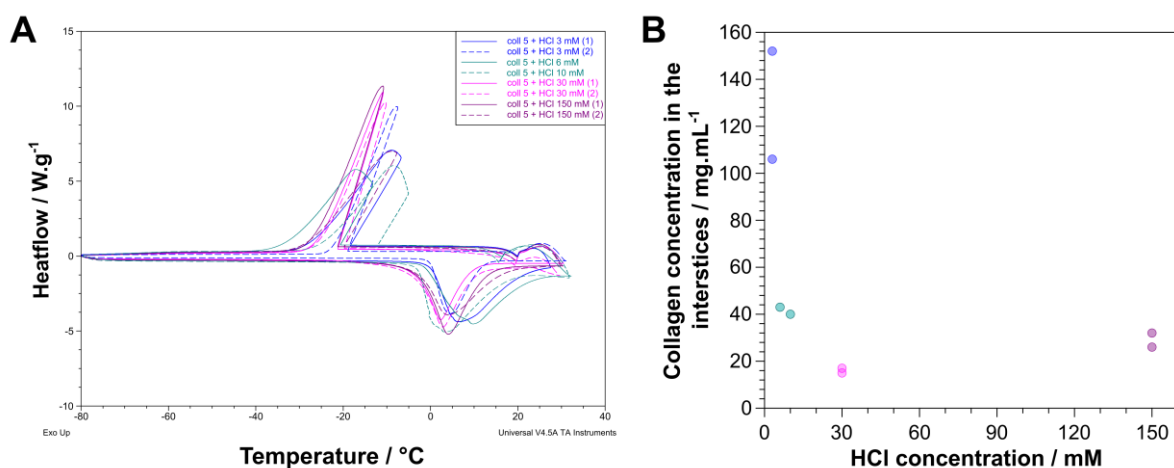 A
15
10
5
0
-5
-10
-80
-60
-40
-20
0
20
40
Heatflow / W.g-1
Temperature / °C
Exo Up
Universal V4.5A TA Instruments
coll 5 + HCl 3 mM (1)
coll 5 + HCl 3 mM (2)
coll 5 + HCl 6 mM
coll 5 + HCl 10 mM
coll 5 + HCl 30 mM (1)
coll 5 + HCl 30 mM (2)
coll 5 + HCl 150 mM (1)
coll 5 + HCl 150 mM (2)
B
160
140
120
100
80
60
40
20
0
0
30
60
90
120
150
Collagen concentration in the
interstices / mg.mL-1
HCl concentration / mM